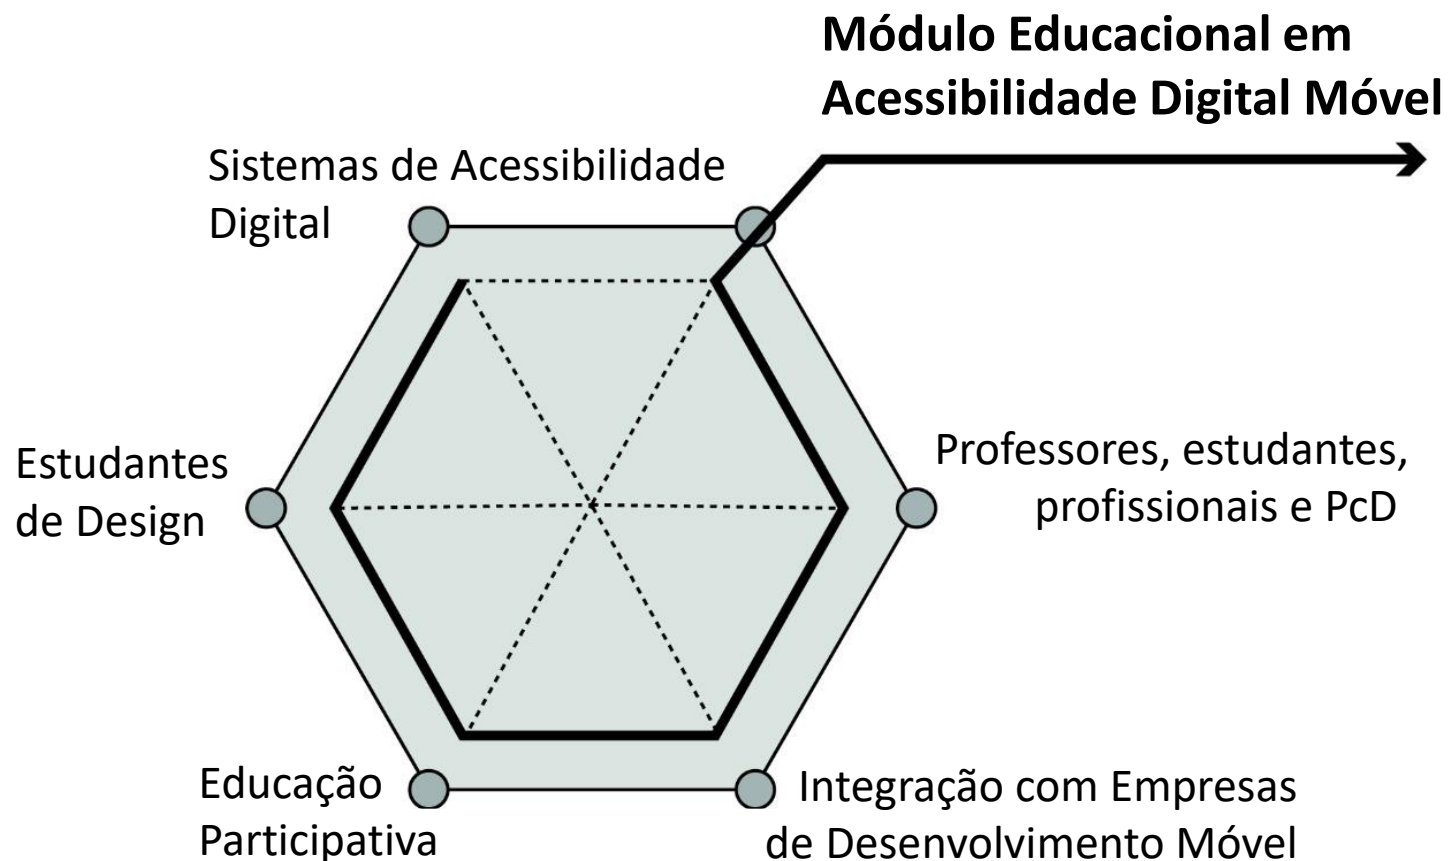 Módulo Educacional em
Acessibilidade Digital Móvel
Sistemas de Acessibilidade
Digital
Estudantes
de Design
Professores, estudantes,
profissionais e PcD
Educação
Participativa
Integração com Empresas
de Desenvolvimento Móvel